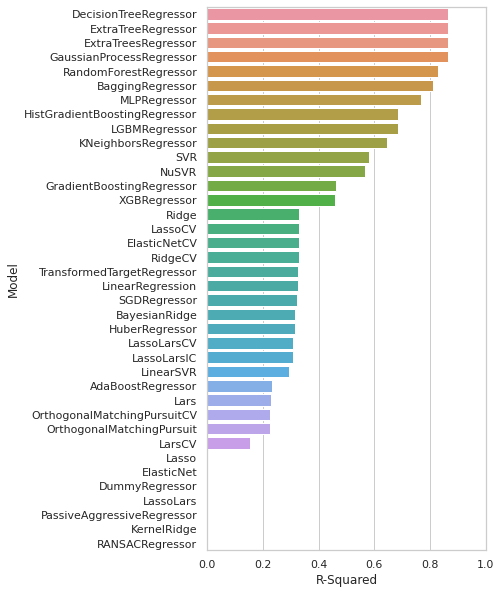 DecisionTreeRegressor
ExtraTreeRegressor
ExtraTreesRegressor
GaussianProcessRegressor
RandomForestRegressor
BaggingRegressor
MLPRegressor
HistGradientBoostingRegressor
LGBMRegressor
KNeighborsRegressor
SVR
NuSVR
GradientBoostingRegressor
XGBRegressor
Ridge
LassoCV
ElasticNetCV
RidgeCV
TransformedTargetRegressor
LinearRegression
SGDRegressor
BayesianRidge
HuberRegressor
LassoLarsCV
LassoLarsIC
LinearSVR
AdaBoostRegressor
Lars
OrthogonalMatchingPursuitCV
OrthogonalMatchingPursuit
LarsCV
Lasso
ElasticNet
DummyRegressor
LassoLars
PassiveAggressiveRegressor
KernelRidge
RANSACRegressor
Model
0.0 0.2 0.4 0.6 0.8 1.0
R-Squared